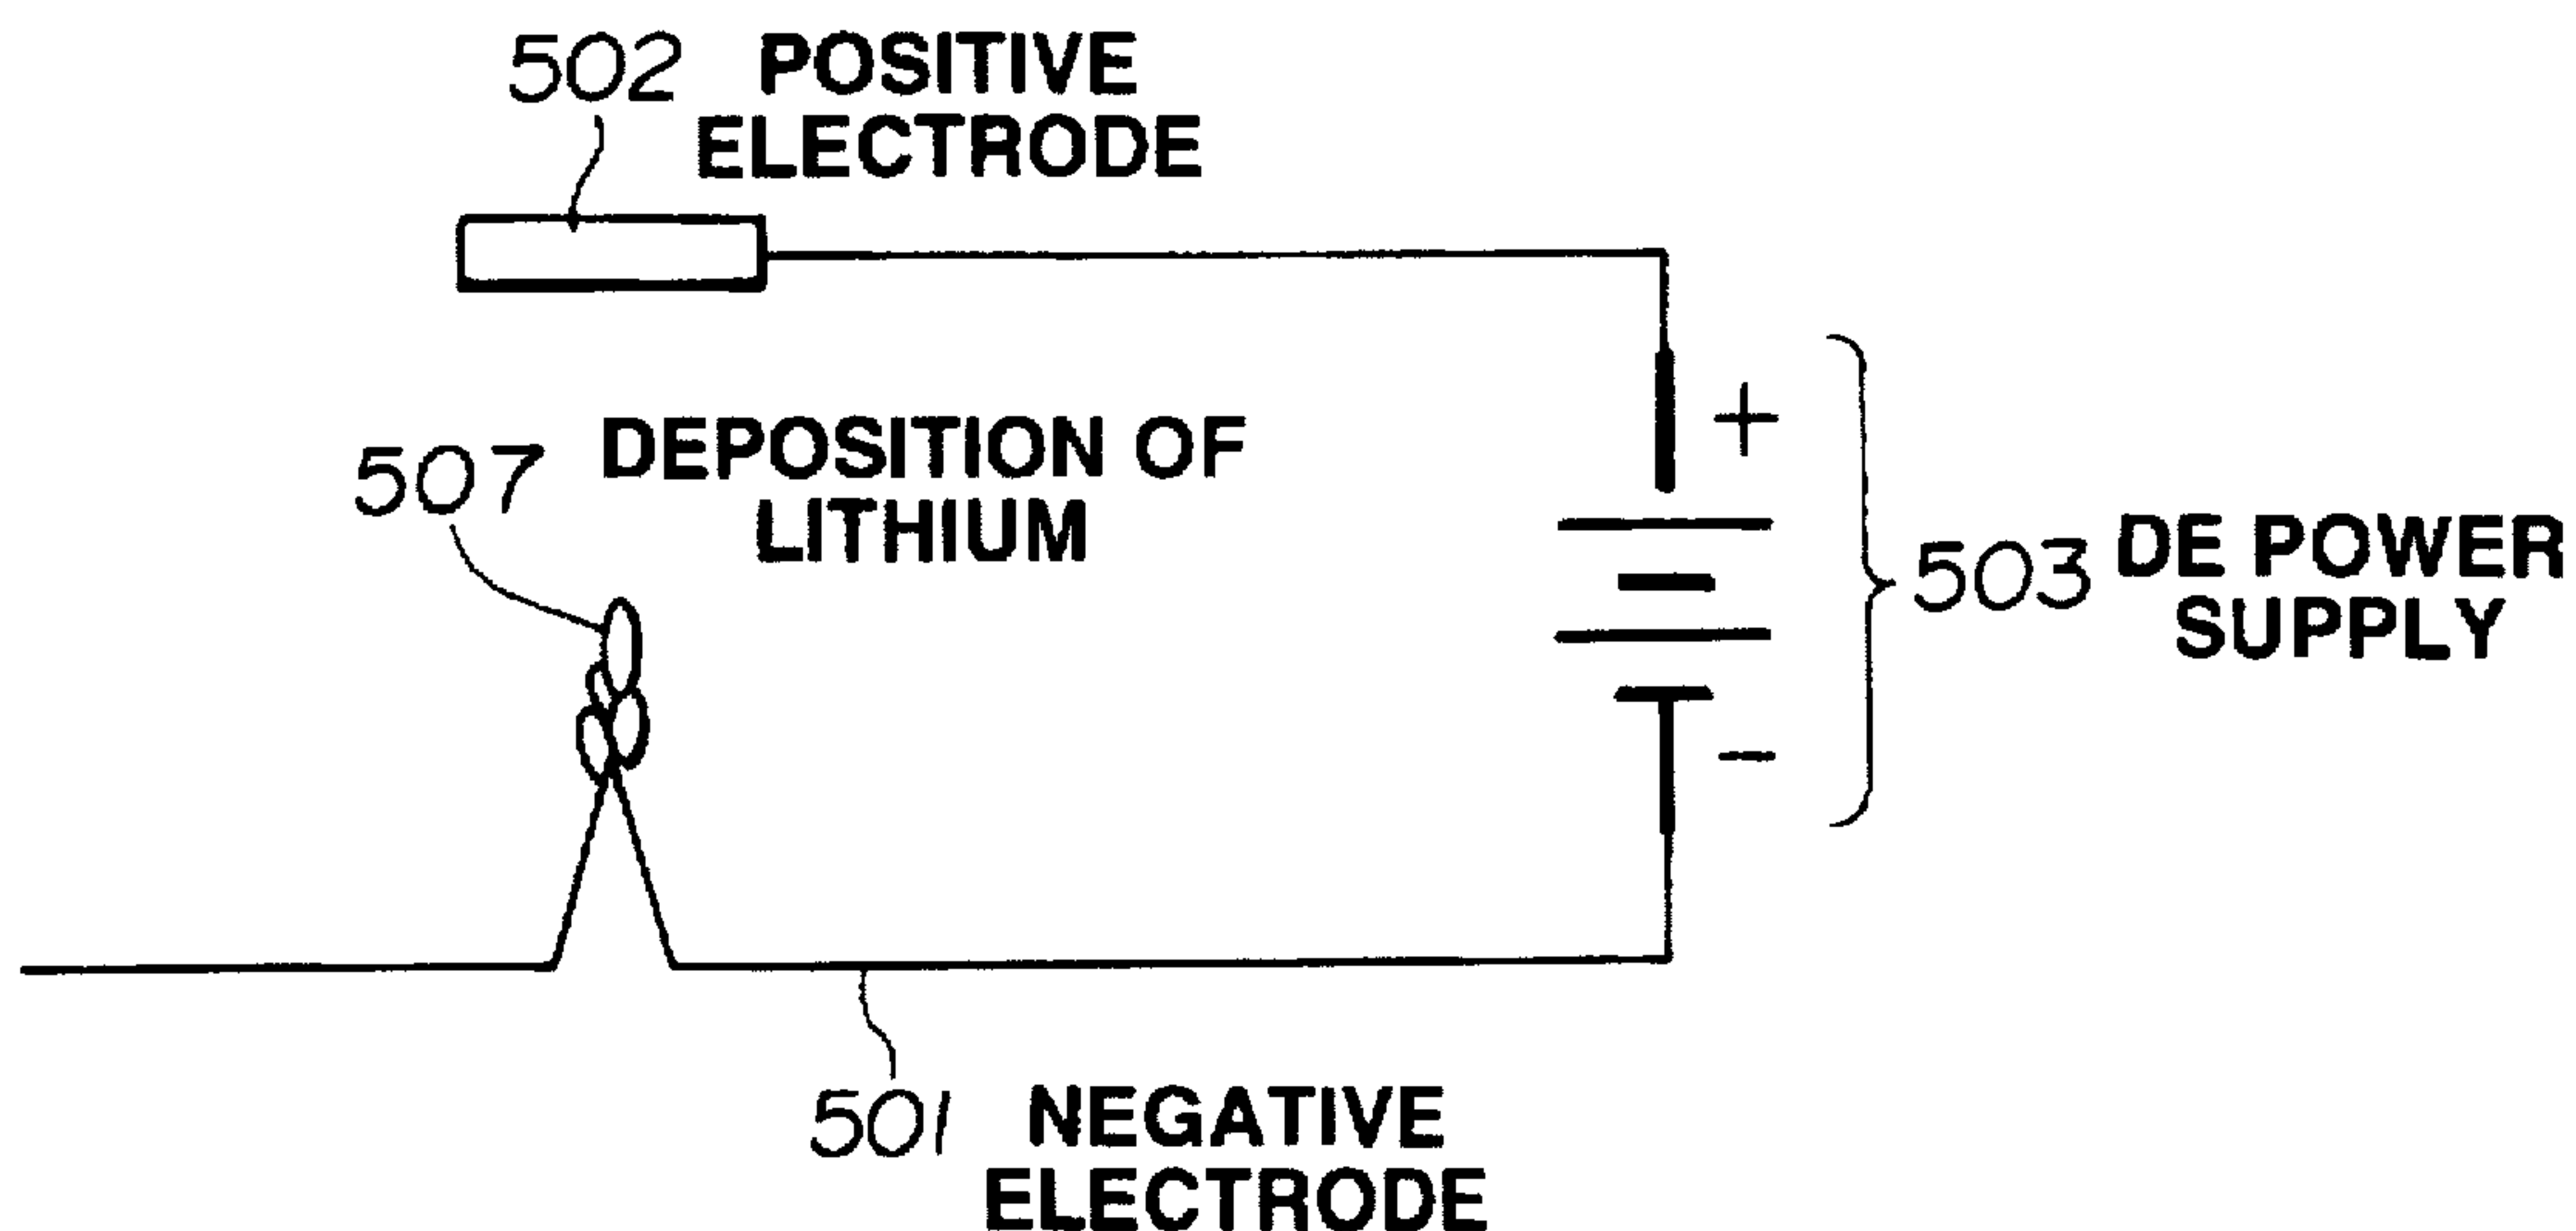 502 POSITIVE
ELECTRODE
507 DEPOSITION OF
LITHIUM
+
503 DE POWER
SUPPLY
−
501 NEGATIVE
ELECTRODE